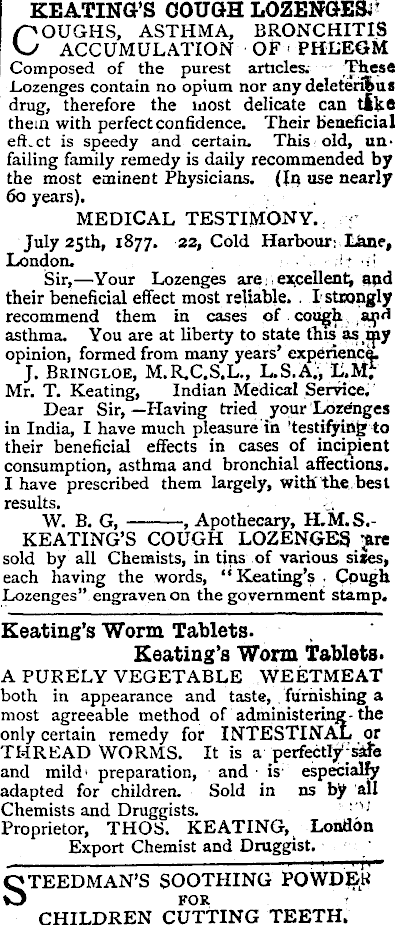 KEATING'S COUGH LOZENGES.
COUGHS, ASTHMA, BRONCHITIS
ACCUMULATION OF PHLEGM
Composed of the purest articles. These
Lozenges contain no opium nor any deleterious
drug, therefore the most delicate can take
them with perfect confidence. Their beneficial
eff.ct is speedy and certain. This old, un-
failing family remedy is daily recommended by
the most eminent Physicians. (In use nearly
60 years).
MEDICAL TESTIMONY.
July 25th, 1877. 22, Cold Harbour Lane,
London.
Sir,—Your Lozenges are excellent, and
their beneficial effect most reliable. I strongly
recommend them in cases of cough and
asthma. You are at liberty to state this as my
opinion, formed from many years' experience.
J. BRINGLOE, M.R.C.S.L., L.S.A., L.M.
Mr. T. Keating, Indian Medical Service.
Dear Sir,—Having tried your Lozenges
in India, I have much pleasure in testifying to
their beneficial effects in cases of incipient
consumption, asthma and bronchial affections.
I have prescribed them largely, with the best
results.
W. B. G, ———, Apothecary, H.M.S.-
KEATING'S COUGH LOZENGES are
sold by all Chemists, in tins of various sizes,
each having the words, "Keating's Cough
Lozenges" engraven on the government stamp.
Keating's Worm Tablets.
Keating's Worm Tablets.
A PURELY VEGETABLE WEETMEAT
both in appearance and taste, furnishing a
most agreeable method of administering the
only certain remedy for INTESTINAL or
THREAD WORMS. It is a perfectly safe
and mild preparation, and is especially
adapted for children. Sold in ns by all
Chemists and Druggists.
Proprietor, THOS. KEATING, London
Export Chemist and Druggist.
STEEDMAN'S SOOTHING POWDER
FOR
CHILDREN CUTTING TEETH.